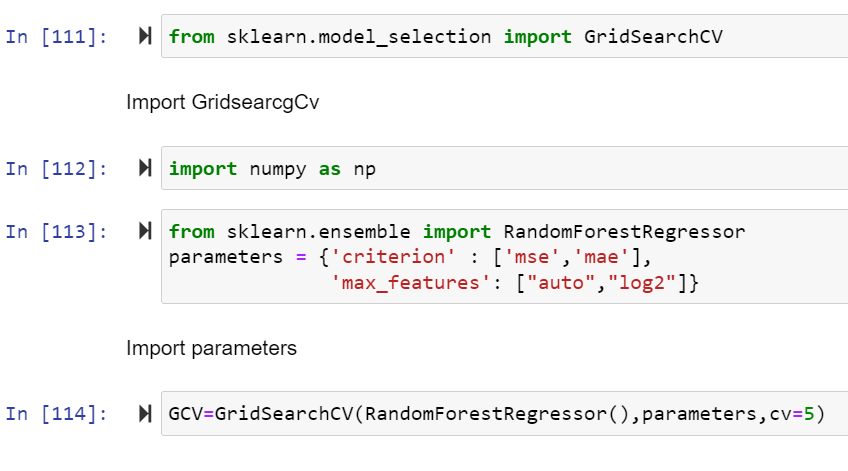 In [111]: from sklearn.model_selection import GridSearchCV
Import GridsearcgCv
In [112]: import numpy as np
In [113]: from sklearn.ensemble import RandomForestRegressor
parameters = {'criterion' : ['mse','mae'],
'max_features': ["auto","log2"]}
Import parameters
In [114]: GCV=GridSearchCV(RandomForestRegressor(),parameters,cv=5)